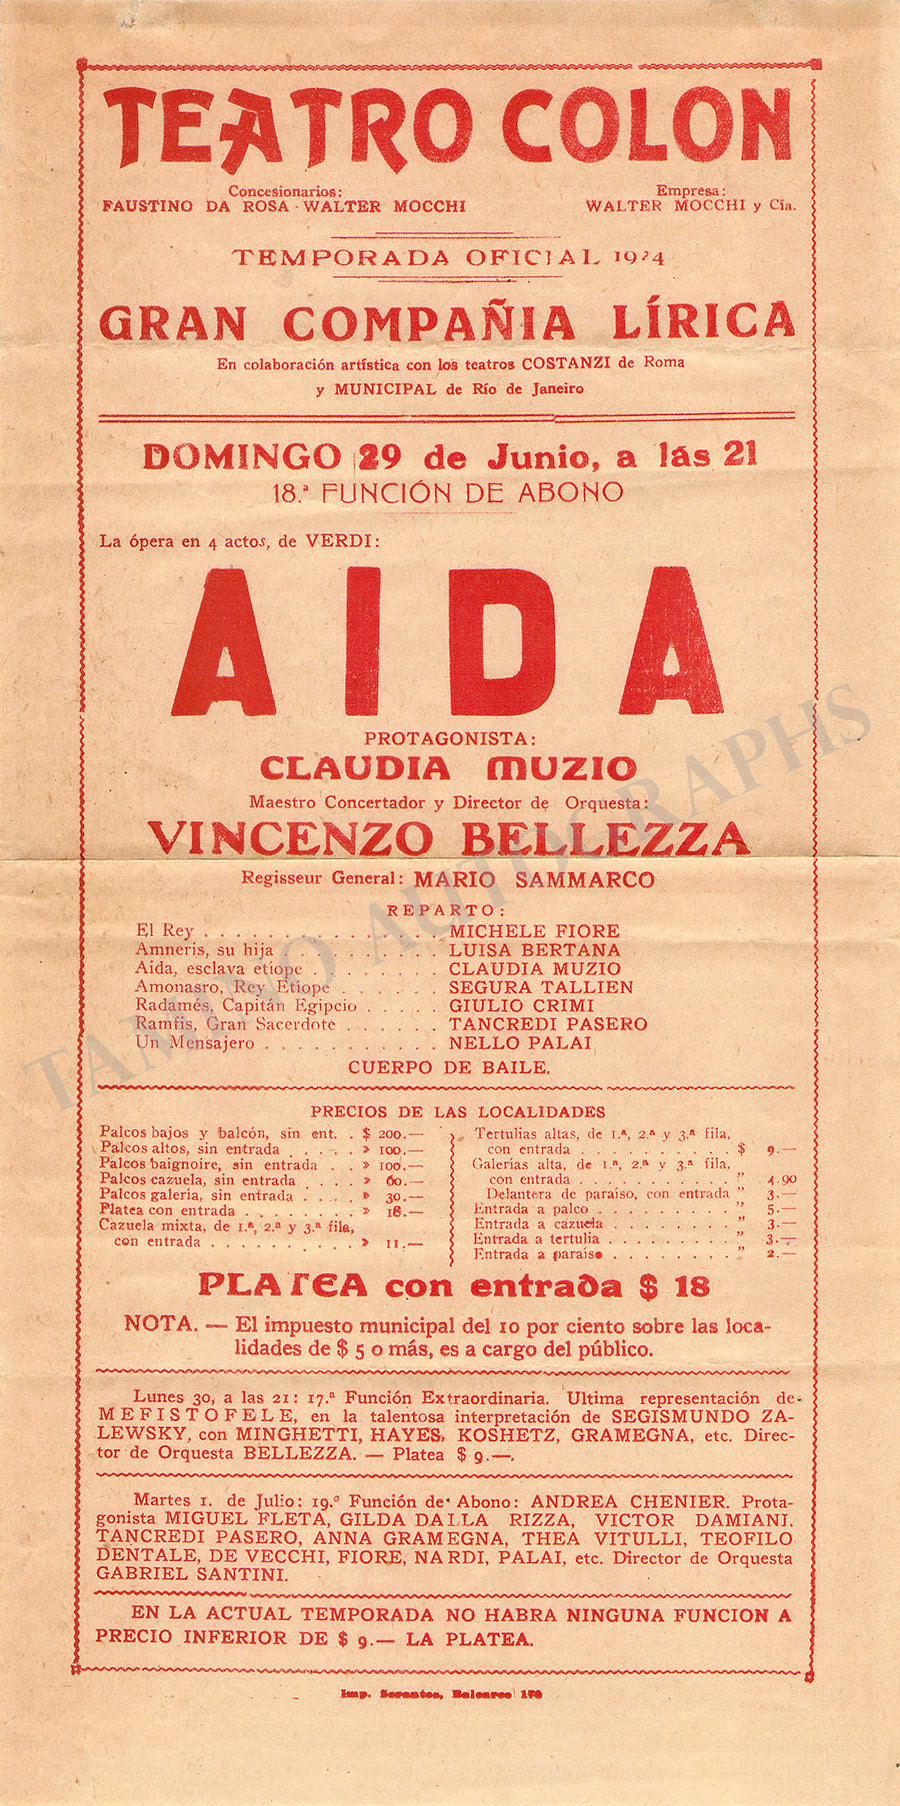 TEATRO COLON
Concesionarios:
FAUSTINO DA ROSA - WALTER MOCCHI
Empresa:
WALTER MOCCHI y Cía.
TEMPORADA OFICIAL 1924
GRAN COMPAÑIA LÍRICA
En colaboración artística con los teatros COSTANZI de Roma
y MUNICIPAL de Río de Janeiro
DOMINGO 29 de Junio, a lás 21
18.ª FUNCIÓN DE ABONO
La ópera en 4 actos, de VERDI:
AIDA
PROTAGONISTA:
CLAUDIA MUZIO
Maestro Concertador y Director de Orquesta:
VINCENZO BELLEZZA
Regisseur General: MARIO SAMMARCO
REPARTO:
El Rey . . . . . . . . . . . . . . . MICHELE FIORE
Amneris, su hija . . . . . . . . . . LUISA BERTANA
Aida, esclava etíope . . . . . . . . CLAUDIA MUZIO
Amonasro, Rey Etíope . . . . . . SEGURA TALLIEN
Radamés, Capitán Egipcio . . . . . GIULIO CRIMI
Ramfis, Gran Sacerdote . . . . . . TANCREDI PASERO
Un Mensajero . . . . . . . . . . . NELLO PALAI
CUERPO DE BAILE.
PRECIOS DE LAS LOCALIDADES
Palcos bajos y balcón, sin ent. . $ 200.—
Palcos altos, sin entrada . . . . . » 100.—
Palcos baignoire, sin entrada . . » 100.—
Palcos cazuela, sin entrada . . . . » 60.—
Palcos galería, sin entrada . . . . » 30.—
Platea con entrada . . . . . . . . » 18.—
Cazuela mixta, de 1.ª, 2.ª y 3.ª fila,
con entrada . . . . . . . . . . . » 11.—
Tertulias altas, de 1.ª, 2.ª y 3.ª fila,
con entrada . . . . . . . . . . . $ 9.—
Galerías alta, de 1.ª, 2.ª y 3.ª fila,
con entrada . . . . . . . . . . . " 4.90
Delantera de paraíso, con entrada " 3.—
Entrada a palco . . . . . . . . . . " 5.—
Entrada a cazuela . . . . . . . . . " 3.—
Entrada a tertulia . . . . . . . . . " 3.—
Entrada a paraíso . . . . . . . . . " 2.—
PLATEA con entrada $ 18
NOTA. — El impuesto municipal del 10 por ciento sobre las loca-
lidades de $ 5 o más, es a cargo del público.
Lunes 30, a las 21: 17.ª Función Extraordinaria. Ultima representación de
MEFISTOFELE, en la talentosa interpretación de SEGISMUNDO ZA-
LEWSKY, con MINGHETTI, HAYES, KOSHETZ, GRAMEGNA, etc. Direc-
tor de Orquesta BELLEZZA. — Platea $ 9.—.
Martes 1. de Julio: 19.ª Función de Abono: ANDREA CHENIER. Prota-
gonista MIGUEL FLETA, GILDA DALLA RIZZA, VICTOR DAMIANI,
TANCREDI PASERO, ANNA GRAMEGNA, THEA VITULLI, TEOFILO
DENTALE, DE VECCHI, FIORE, NARDI, PALAI, etc. Director de Orquesta
GABRIEL SANTINI.
EN LA ACTUAL TEMPORADA NO HABRA NINGUNA FUNCION A
PRECIO INFERIOR DE $ 9.— LA PLATEA.
Imp. Serantes, Balcarce 178
TAMINO AUTOGRAPHS